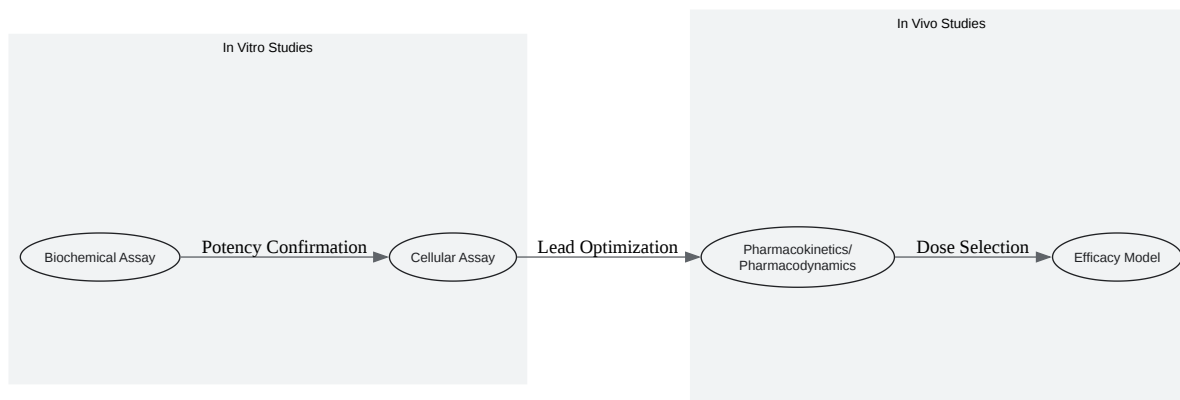 In Vitro Studies
In Vivo Studies
Biochemical Assay
Potency Confirmation
Cellular Assay
Lead Optimization
Pharmacokinetics/
Pharmacodynamics
Dose Selection
Efficacy Model